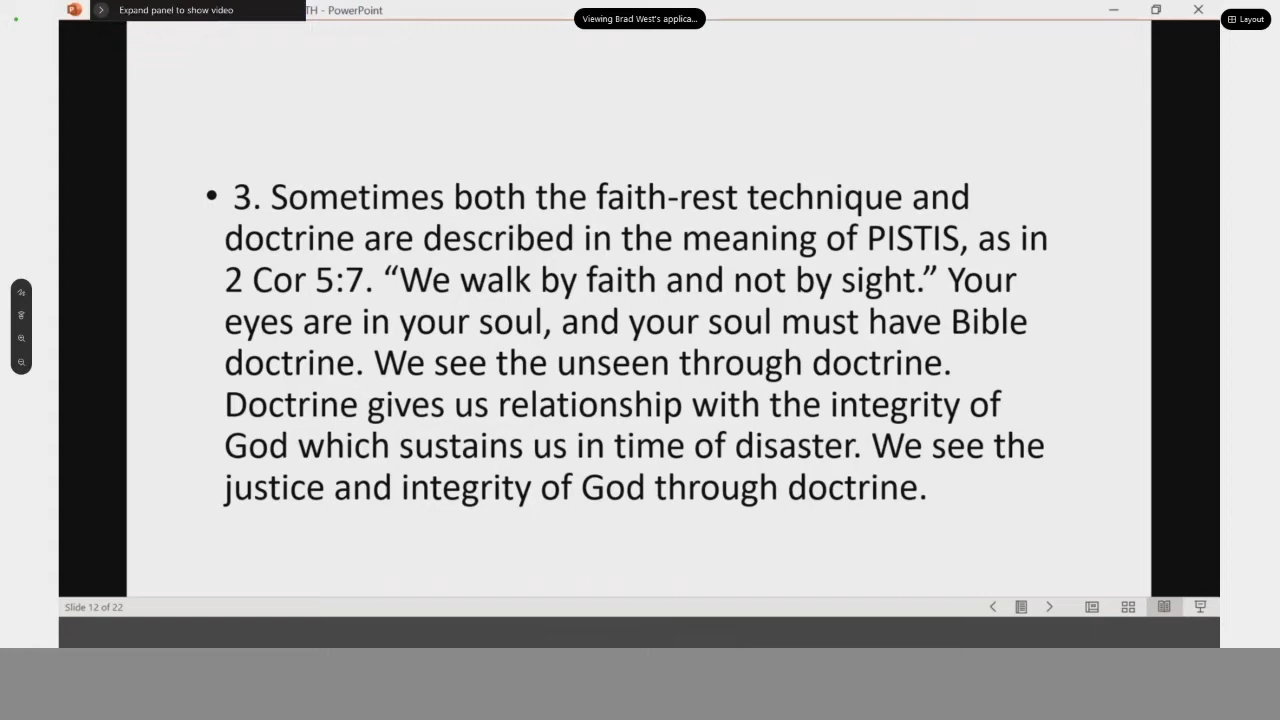 Expand panel to show video
TH - PowerPoint
Viewing Brad West's applica...
Layout
• 3. Sometimes both the faith-rest technique and
doctrine are described in the meaning of PISTIS, as in
2 Cor 5:7. “We walk by faith and not by sight.” Your
eyes are in your soul, and your soul must have Bible
doctrine. We see the unseen through doctrine.
Doctrine gives us relationship with the integrity of
God which sustains us in time of disaster. We see the
justice and integrity of God through doctrine.
Slide 12 of 22